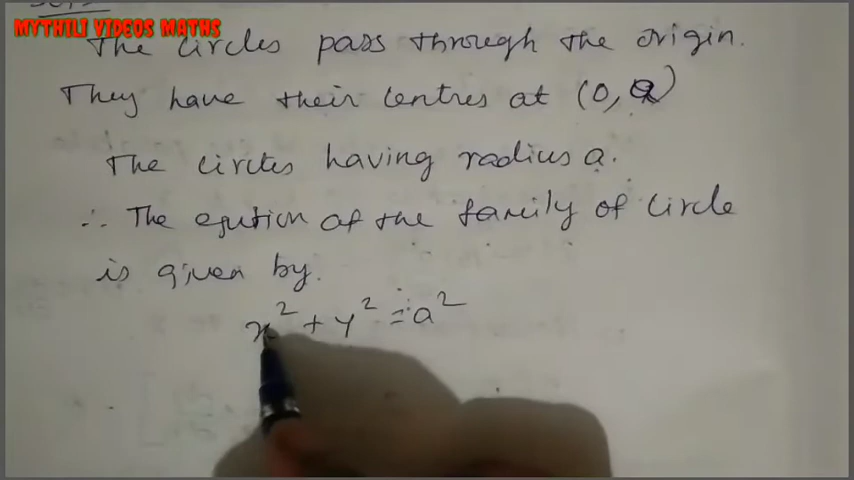 MYTHILI VIDEOS MATHS
The circles pass through the origin.
They have their centres at (0, a)
The circles having radius a.
∴ The eqution of the family of circle
is given by.
x² + y² = a²